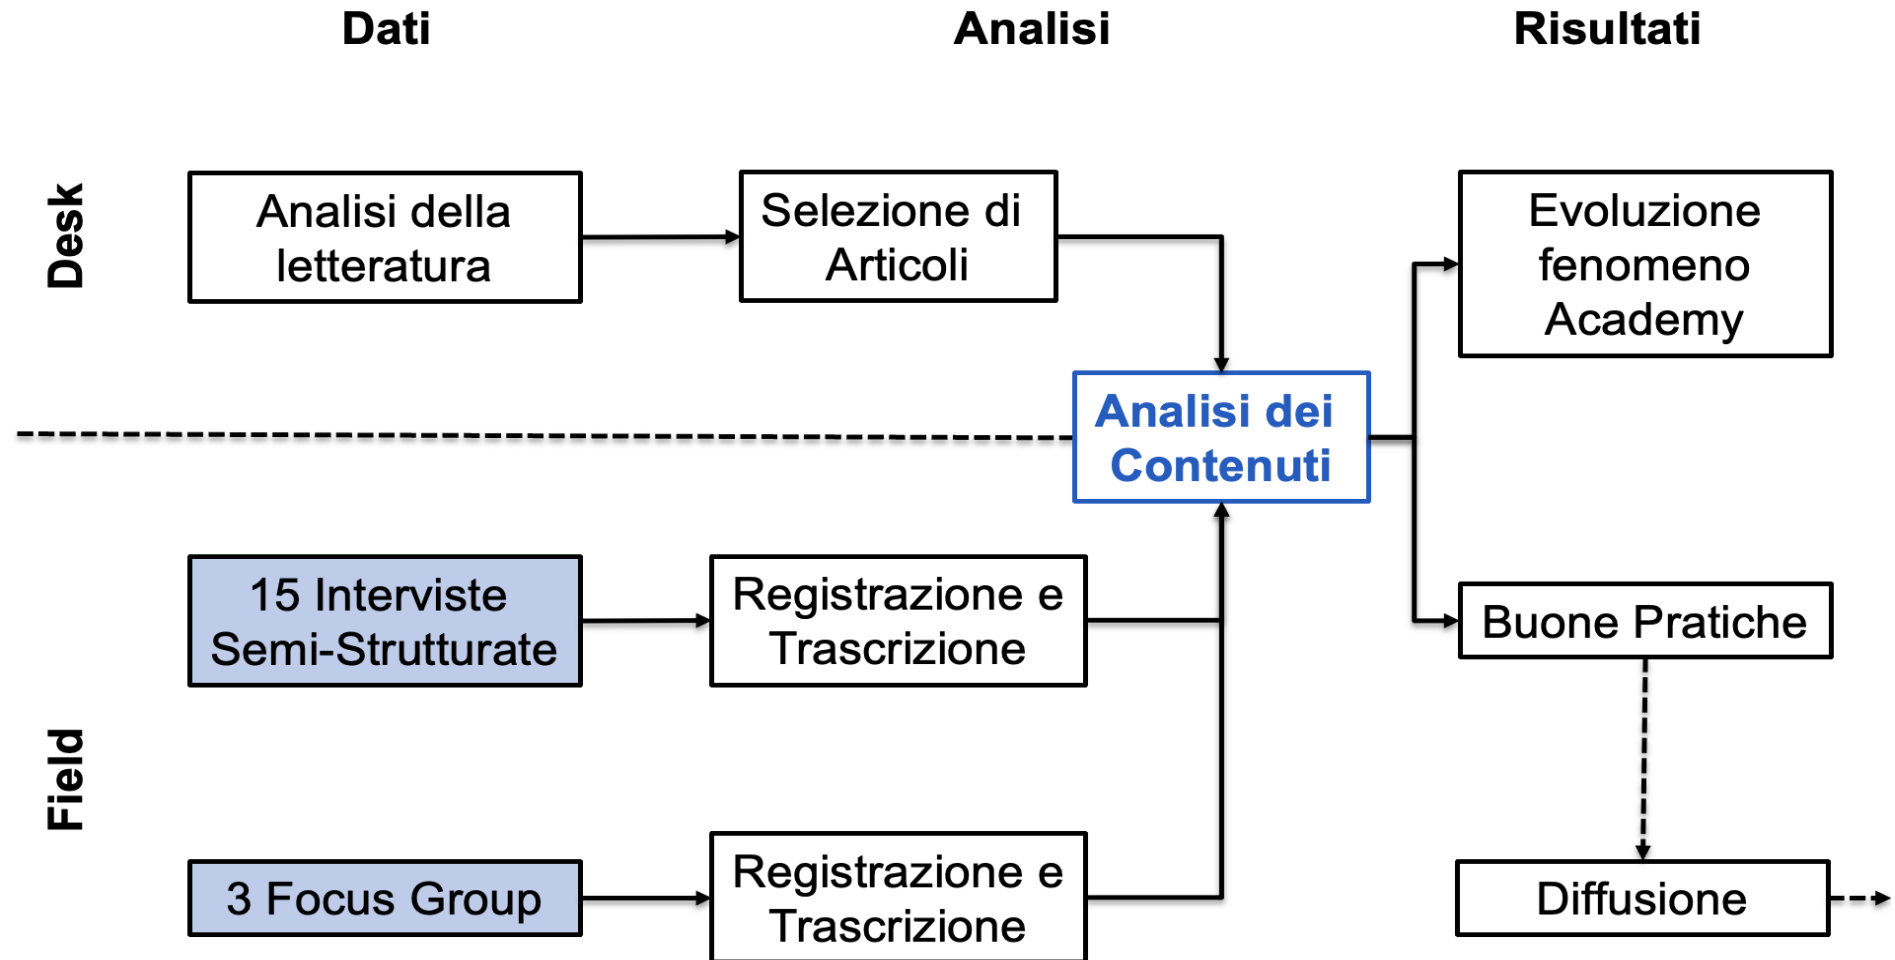 Dati
Analisi
Risultati
Desk
Analisi della
letteratura
Selezione di
Articoli
Evoluzione
fenomeno
Academy
Analisi dei
Contenuti
Field
15 Interviste
Semi-Strutturate
Registrazione e
Trascrizione
Buone Pratiche
3 Focus Group
Registrazione e
Trascrizione
Diffusione